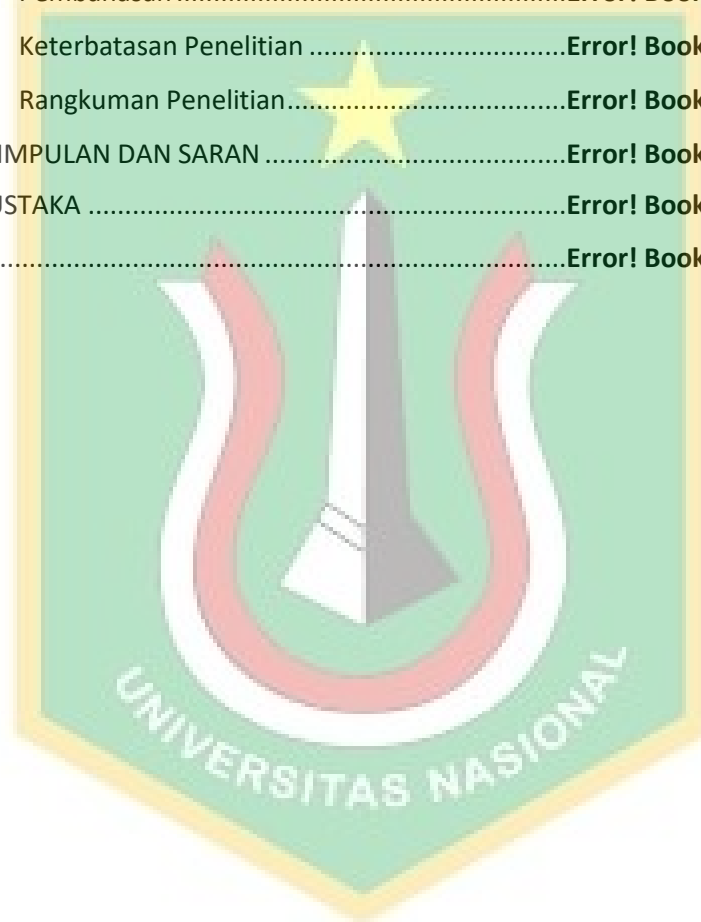 Keterbatasan Penelitian ..................................Error! Book
Rangkuman Penelitian.....................................Error! Book
IMPULAN DAN SARAN ........................................Error! Book
USTAKA ................................................................Error! Book
...........................................................................Error! Book
UNIVERSITAS NASIONAL